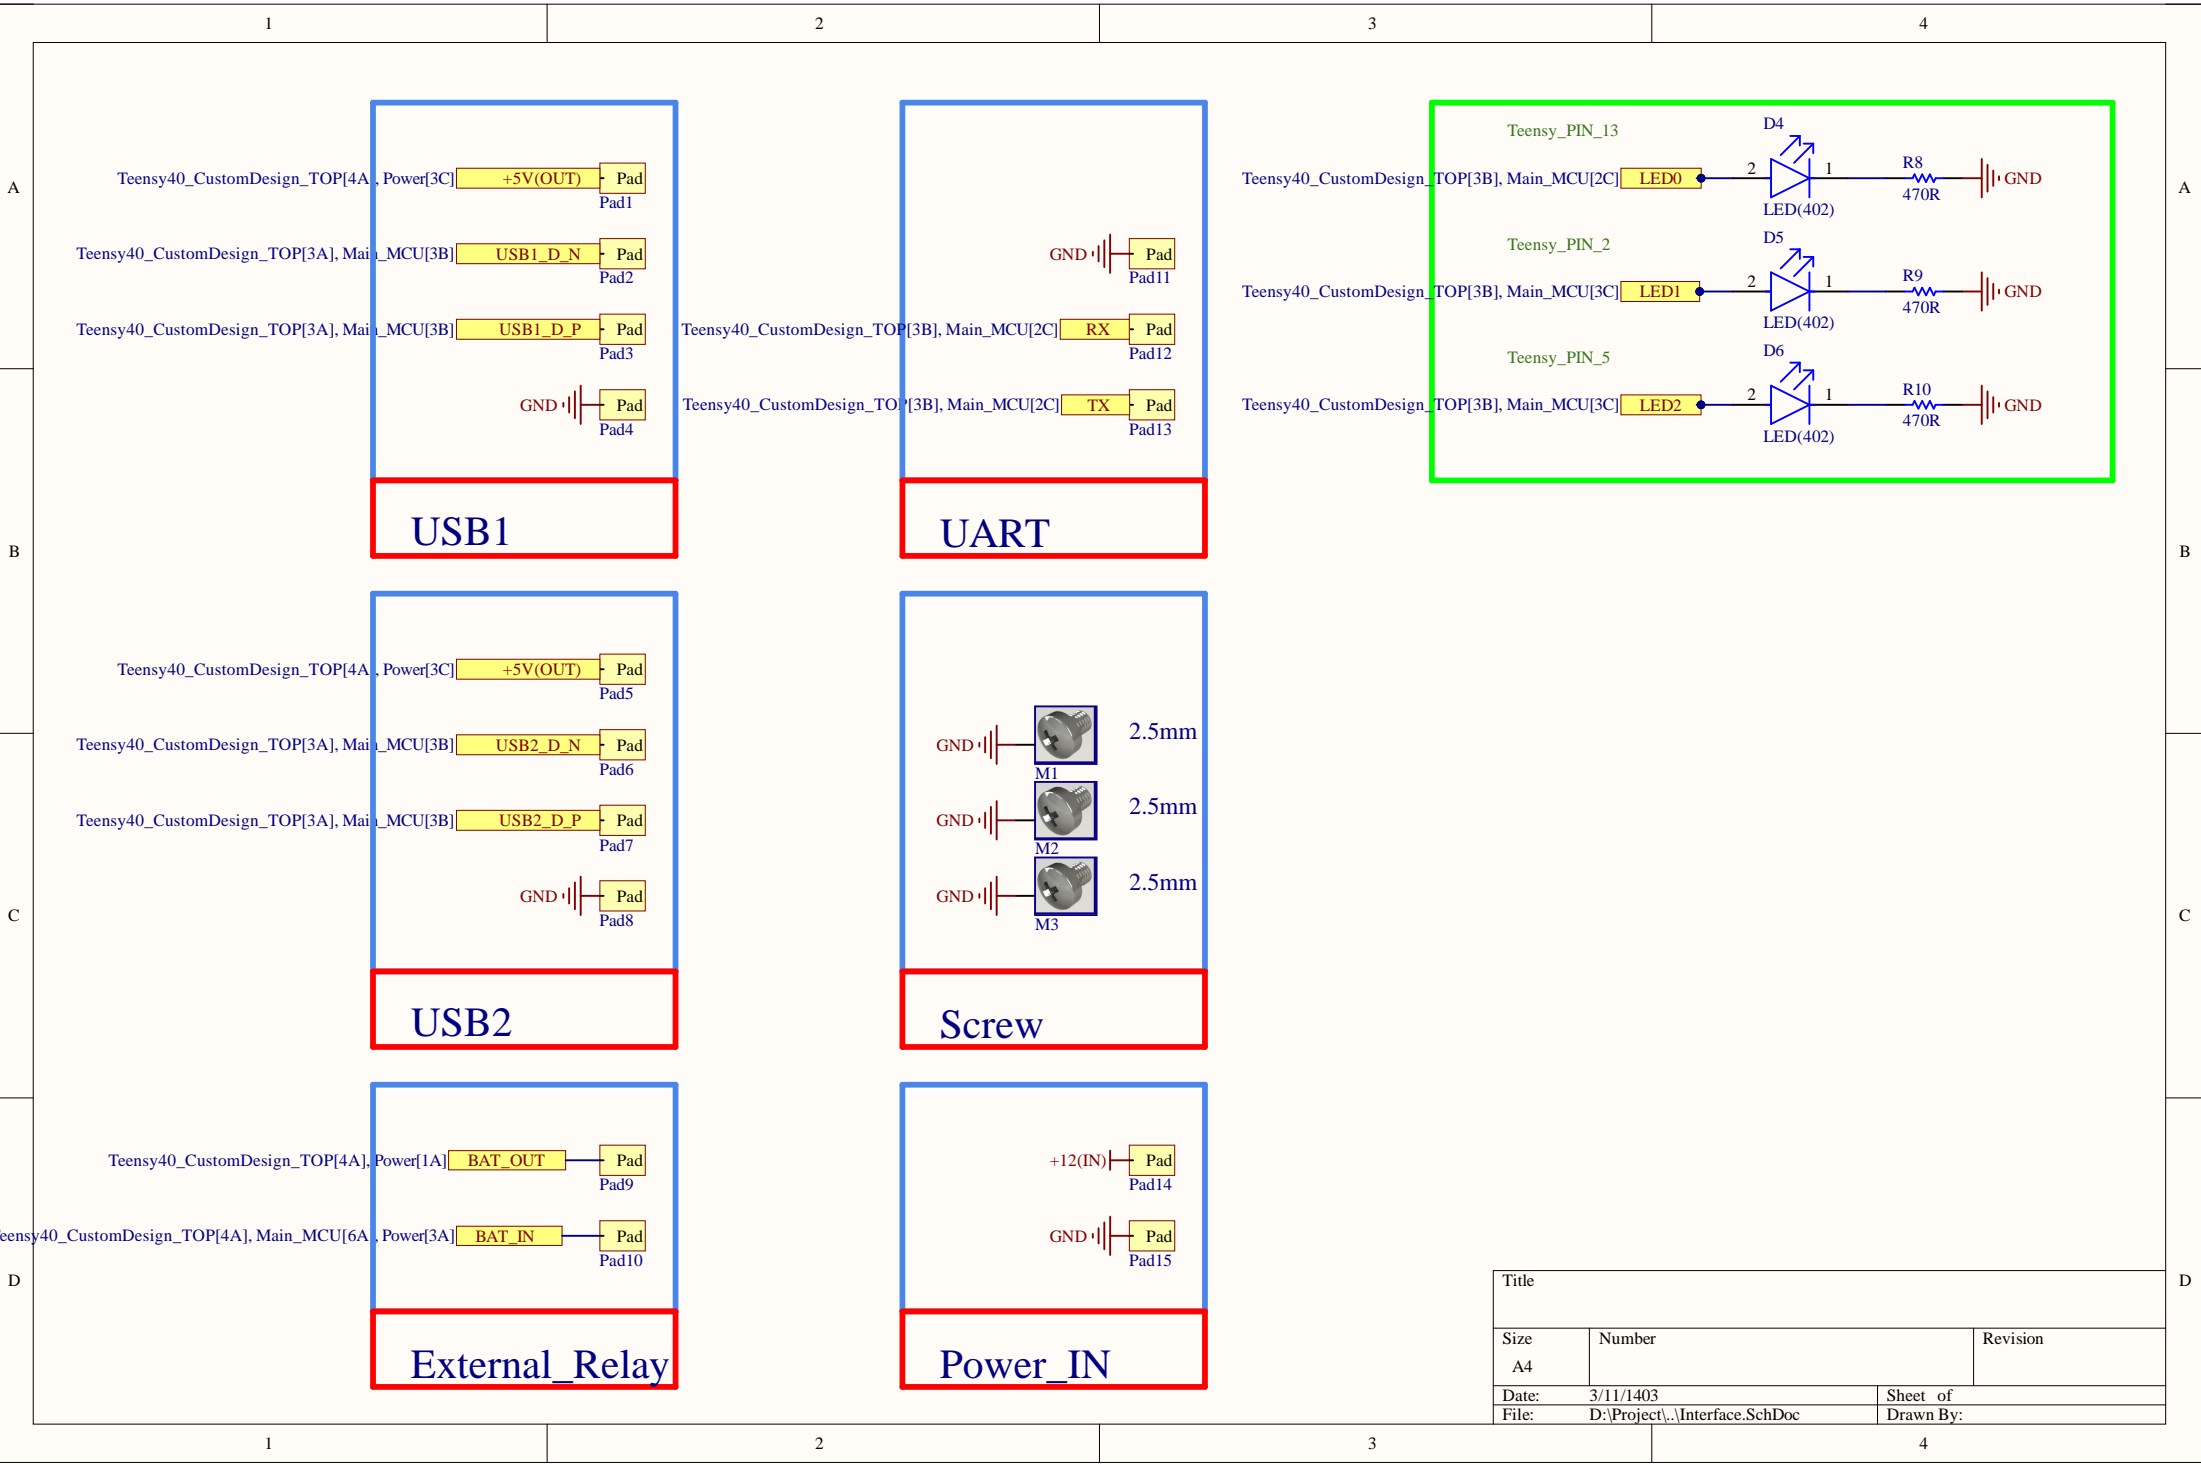 1 2 3 4
A A
B B
C C
D D
Teensy40_CustomDesign_TOP[4A], Power[3C] +5V(OUT) Pad
Pad1
Teensy40_CustomDesign_TOP[3A], Main_MCU[3B] USB1_D_N Pad
Pad2
Teensy40_CustomDesign_TOP[3A], Main_MCU[3B] USB1_D_P Pad
Pad3
GND Pad
Pad4
USB1
GND Pad
Pad11
Teensy40_CustomDesign_TOP[3B], Main_MCU[2C] RX Pad
Pad12
Teensy40_CustomDesign_TOP[3B], Main_MCU[2C] TX Pad
Pad13
UART
Teensy_PIN_13
D4
Teensy40_CustomDesign_TOP[3B], Main_MCU[2C] LED0 2 1 R8 GND
LED(402) 470R
Teensy_PIN_2
D5
Teensy40_CustomDesign_TOP[3B], Main_MCU[3C] LED1 2 1 R9 GND
LED(402) 470R
Teensy_PIN_5
D6
Teensy40_CustomDesign_TOP[3B], Main_MCU[3C] LED2 2 1 R10 GND
LED(402) 470R
Teensy40_CustomDesign_TOP[4A], Power[3C] +5V(OUT) Pad
Pad5
Teensy40_CustomDesign_TOP[3A], Main_MCU[3B] USB2_D_N Pad
Pad6
Teensy40_CustomDesign_TOP[3A], Main_MCU[3B] USB2_D_P Pad
Pad7
GND Pad
Pad8
USB2
GND 2.5mm
M1
GND 2.5mm
M2
GND 2.5mm
M3
Screw
Teensy40_CustomDesign_TOP[4A], Power[1A] BAT_OUT Pad
Pad9
eensy40_CustomDesign_TOP[4A], Main_MCU[6A], Power[3A] BAT_IN Pad
Pad10
External_Relay
+12(IN) Pad
Pad14
GND Pad
Pad15
Power_IN
Title
Size Number Revision
A4
Date: 3/11/1403 Sheet of
File: D:\Project\..\Interface.SchDoc Drawn By:
1 2 3 4